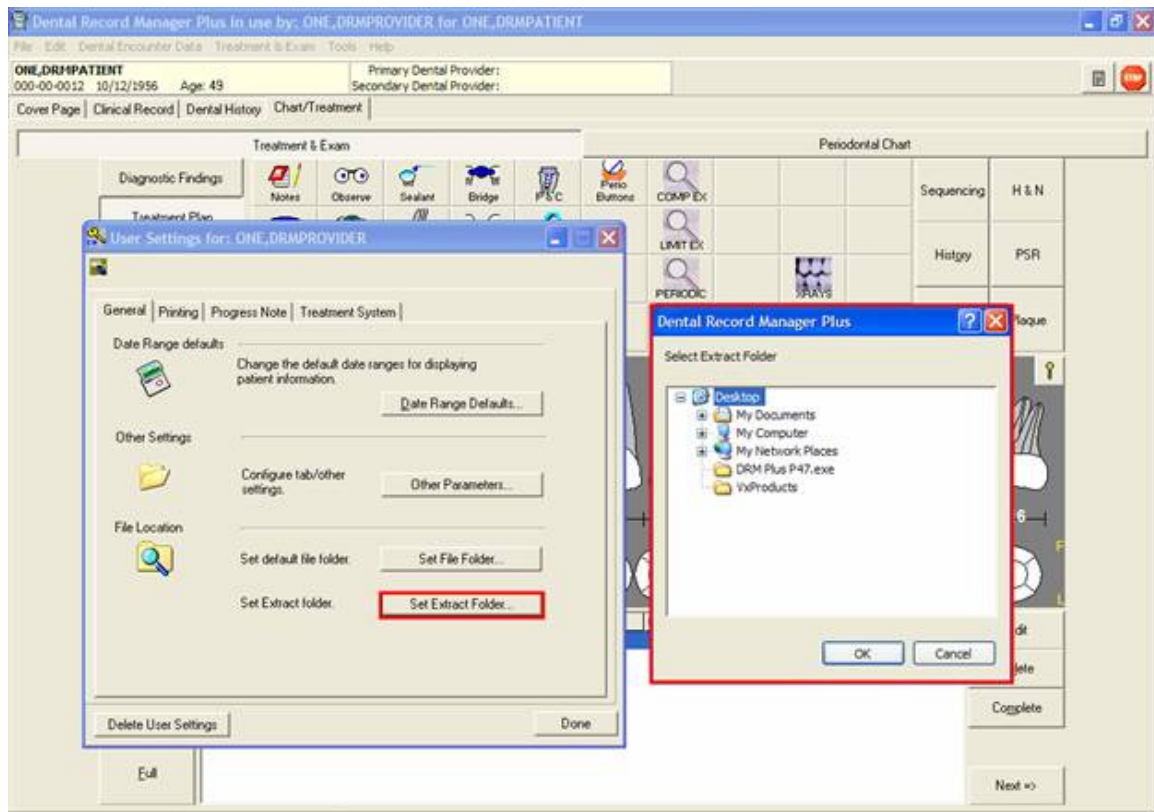 Dental Record Manager Plus in use by: ONE,DRMPROVIDER for ONE,DRMPATIENT
File Edit Dental Encounter Data Treatment & Exam Tools Help
ONE,DRMPATIENT Primary Dental Provider:
000-00-0012 10/12/1956 Age: 49 Secondary Dental Provider:
STOP
Cover Page Clinical Record Dental History Chart/Treatment
Treatment & Exam Periodontal Chart
Diagnostic Findings Notes Observe Sealant Bridge P & C Perio Buttons COMP EX Sequencing H & N
Treatment Plan
LIMIT EX History PSR
PERIODIC XRAYS
Plaque
User Settings for: ONE,DRMPROVIDER
General Printing Progress Note Treatment System
Date Range defaults
Change the default date ranges for displaying
patient information.
Date Range Defaults...
Other Settings
Configure tab/other
settings.
Other Parameters...
File Location
Set default file folder. Set File Folder...
Set Extract folder. Set Extract Folder...
Delete User Settings Done
Dental Record Manager Plus
Select Extract Folder
Desktop
My Documents
My Computer
My Network Places
DRM Plus P47.exe
VxProducts
OK Cancel
6
F
L
dit
lete
Complete
Full
Next =>